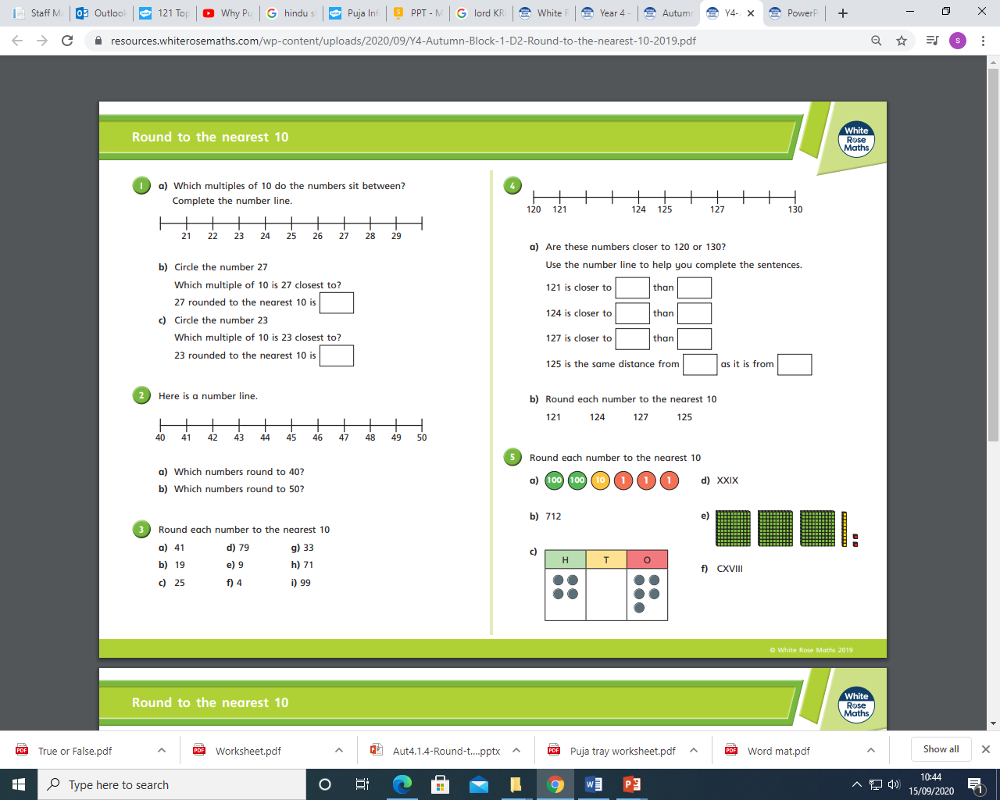 Staff Ma
Outlook
121 Top
Why Pu
hindu s
Puja Inf
PPT - M
lord KRI
White R
Year 4 -
Autumn
Y4-
PowerP
resources.whiterosemaths.com/wp-content/uploads/2020/09/Y4-Autumn-Block-1-D2-Round-to-the-nearest-10-2019.pdf
S
Round to the nearest 10
White Rose Maths
1 a) Which multiples of 10 do the numbers sit between?
Complete the number line.
21 22 23 24 25 26 27 28 29
b) Circle the number 27
Which multiple of 10 is 27 closest to?
27 rounded to the nearest 10 is
c) Circle the number 23
Which multiple of 10 is 23 closest to?
23 rounded to the nearest 10 is
2 Here is a number line.
40 41 42 43 44 45 46 47 48 49 50
a) Which numbers round to 40?
b) Which numbers round to 50?
3 Round each number to the nearest 10
a) 41 d) 79 g) 33
b) 19 e) 9 h) 71
c) 25 f) 4 i) 99
4
120 121 124 125 127 130
a) Are these numbers closer to 120 or 130?
Use the number line to help you complete the sentences.
121 is closer to than
124 is closer to than
127 is closer to than
125 is the same distance from as it is from
b) Round each number to the nearest 10
121 124 127 125
5 Round each number to the nearest 10
a) 100 100 10 1 1 1 d) XXIX
b) 712 e)
c) H T O
f) CXVIII
© White Rose Maths 2019
Round to the nearest 10
White Rose Maths
True or False.pdf
Worksheet.pdf
Aut4.1.4-Round-t....pptx
Puja tray worksheet.pdf
Word mat.pdf
Show all
Type here to search
10:44
15/09/2020
1